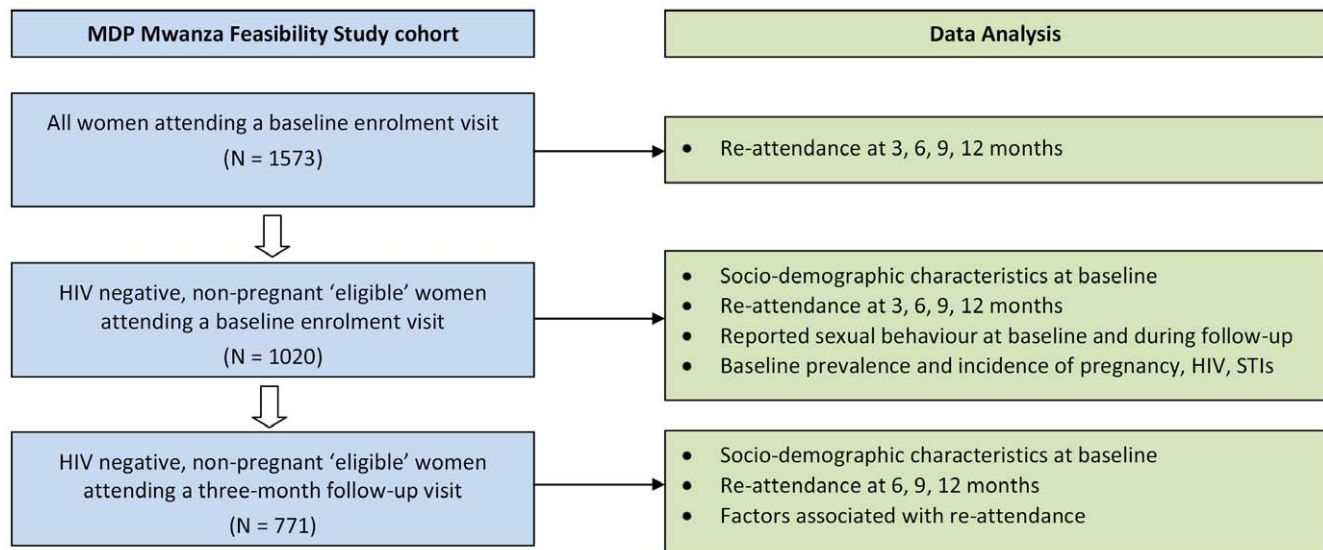 MDP Mwanza Feasibility Study cohort
Data Analysis
All women attending a baseline enrolment visit
(N = 1573)
• Re-attendance at 3, 6, 9, 12 months
HIV negative, non-pregnant ‘eligible’ women
attending a baseline enrolment visit
(N = 1020)
• Socio-demographic characteristics at baseline
• Re-attendance at 3, 6, 9, 12 months
• Reported sexual behaviour at baseline and during follow-up
• Baseline prevalence and incidence of pregnancy, HIV, STIs
HIV negative, non-pregnant ‘eligible’ women
attending a three-month follow-up visit
(N = 771)
• Socio-demographic characteristics at baseline
• Re-attendance at 6, 9, 12 months
• Factors associated with re-attendance